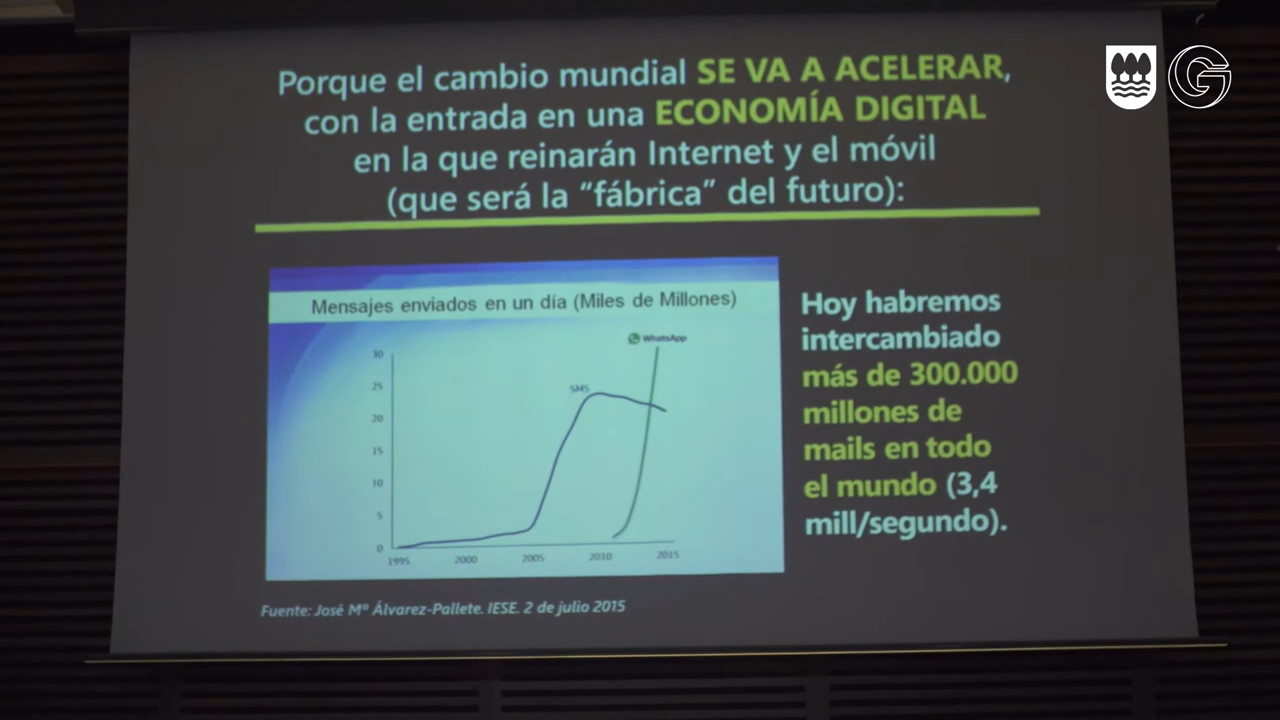 Porque el cambio mundial SE VA A ACELERAR,
con la entrada en una ECONOMÍA DIGITAL
en la que reinarán Internet y el móvil
(que será la “fábrica” del futuro):
Mensajes enviados en un día (Miles de Millones)
WhatsApp
SMS
30
25
20
15
10
5
0
1995
2000
2005
2010
2015
Hoy habremos
intercambiado
más de 300.000
millones de
mails en todo
el mundo (3,4
mill/segundo).
Fuente: José Mª Álvarez-Pallete. IESE. 2 de julio 2015
G